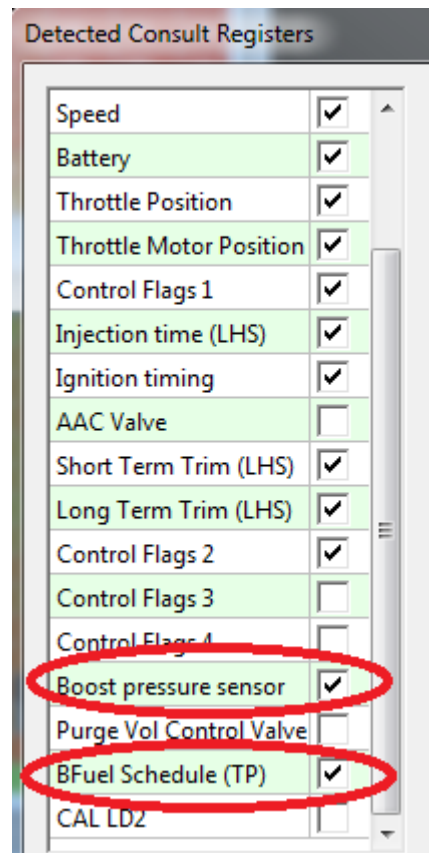 Detected Consult Registers
Speed
Battery
Throttle Position
Throttle Motor Position
Control Flags 1
Injection time (LHS)
Ignition timing
AAC Valve
Short Term Trim (LHS)
Long Term Trim (LHS)
Control Flags 2
Control Flags 3
Control Flags 4
Boost pressure sensor
Purge Vol Control Valve
BFuel Schedule (TP)
CAL LD2